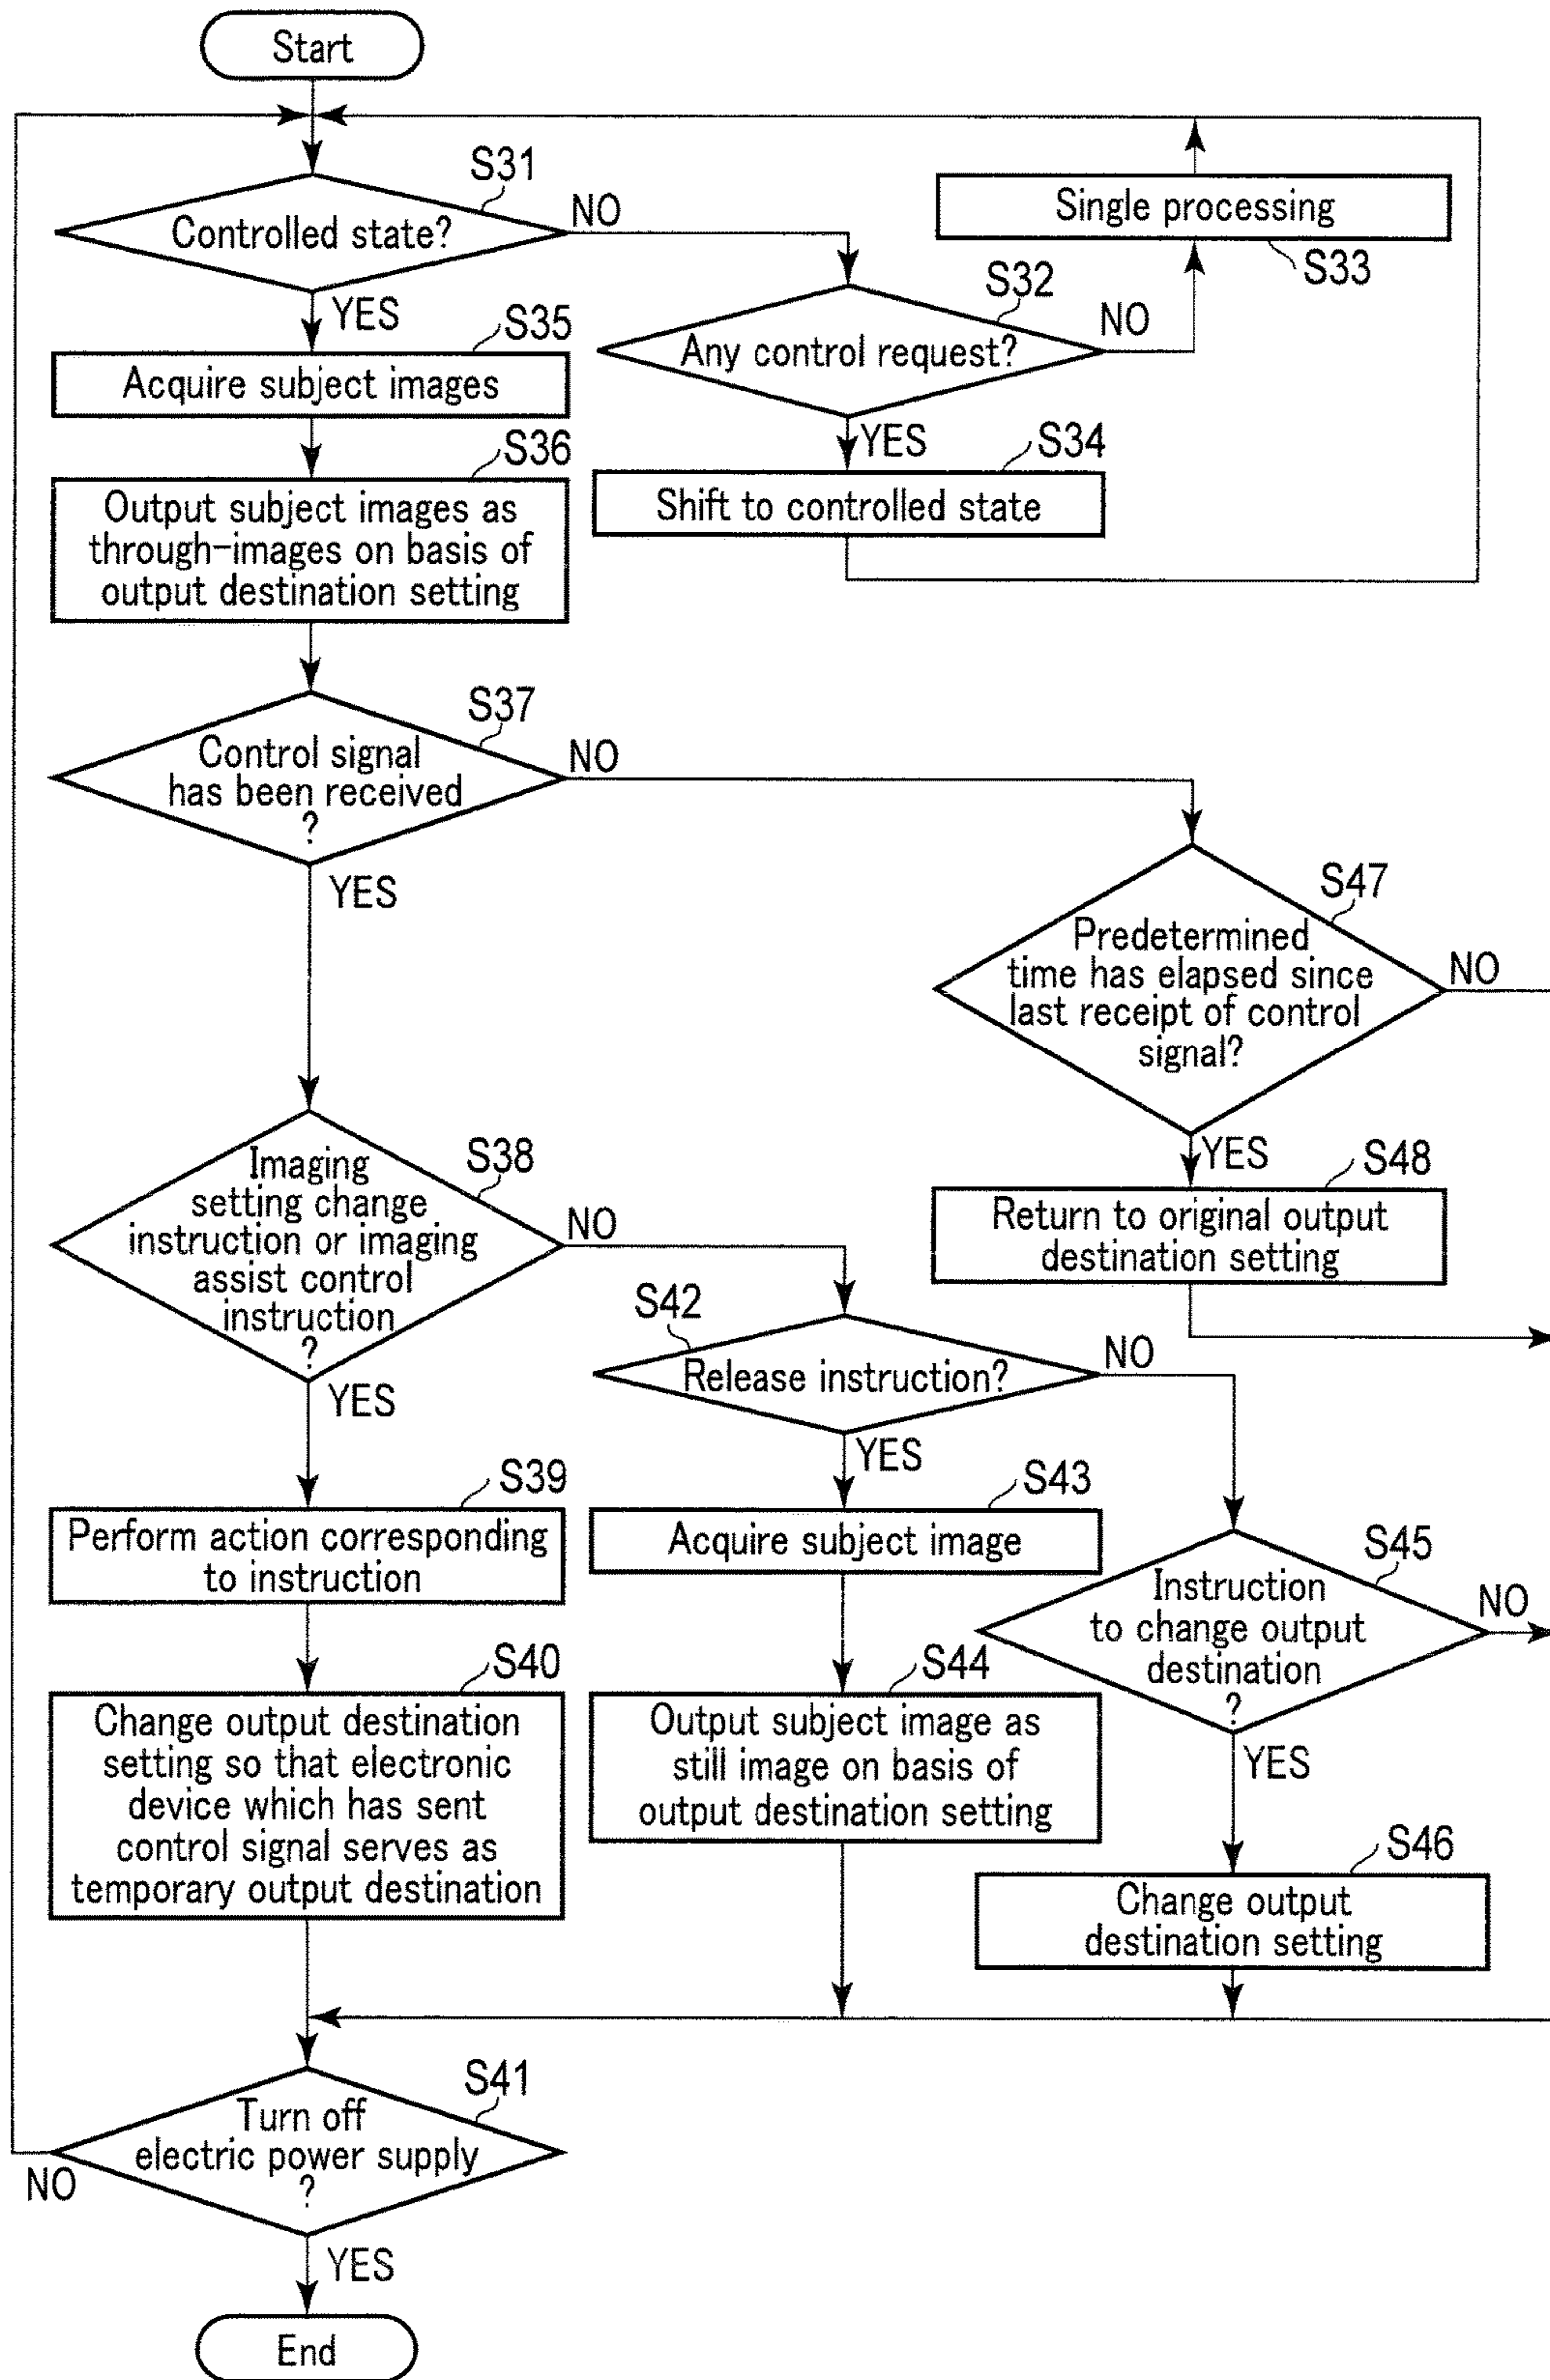 Start
S31
Controlled state?
NO
YES
Single processing
S33
S32
Any control request?
NO
YES
S35
Acquire subject images
S34
Shift to controlled state
S36
Output subject images as
through-images on basis of
output destination setting
S37
Control signal
has been received
?
NO
YES
S47
Predetermined
time has elapsed since
last receipt of control
signal?
NO
YES
S48
Return to original output
destination setting
S38
Imaging
setting change
instruction or imaging
assist control
instruction
?
NO
YES
S42
Release instruction?
NO
YES
S39
Perform action corresponding
to instruction
S43
Acquire subject image
S45
Instruction
to change output
destination
?
NO
YES
S40
Change output destination
setting so that electronic
device which has sent
control signal serves as
temporary output destination
S44
Output subject image as
still image on basis of
output destination setting
S46
Change output
destination setting
S41
Turn off
electric power supply
?
NO
YES
End